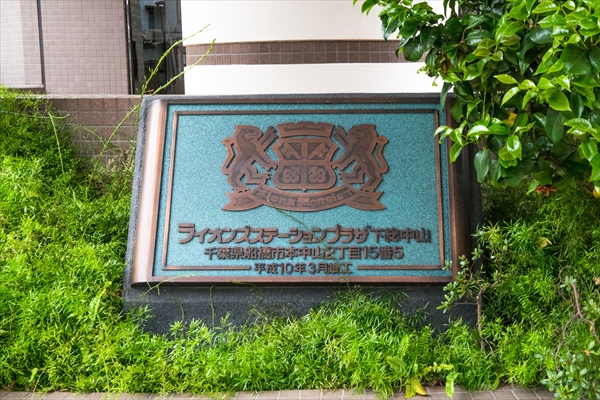 ライオンズステーションプラザ下総中山
千葉県船橋市本中山2丁目15番5
平成10年3月竣工